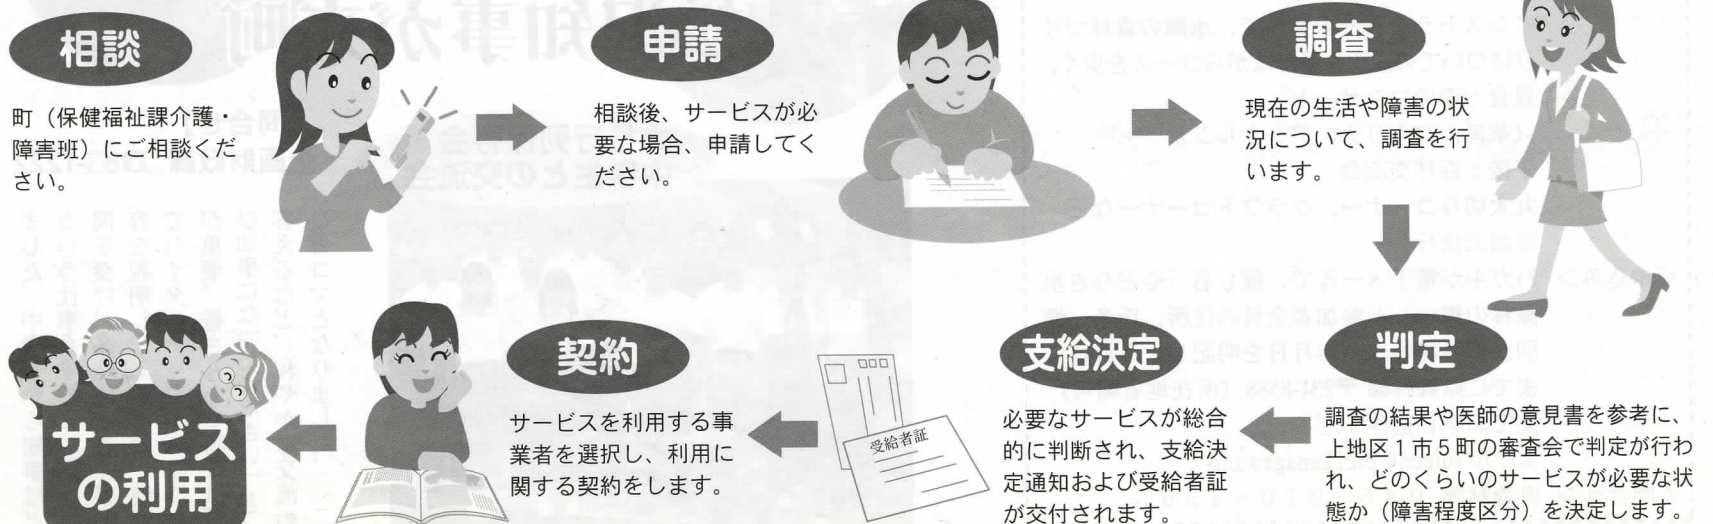 相談
町（保健福祉課介護・
障害班）にご相談くだ
さい。
申請
相談後、サービスが必
要な場合、申請してく
ださい。
調査
現在の生活や障害の状
況について、調査を行
います。
判定
調査の結果や医師の意見書を参考に、
上地区１市５町の審査会で判定が行わ
れ、どのくらいのサービスが必要な状
態か（障害程度区分）を決定します。
支給決定
必要なサービスが総合
的に判断され、支給決
定通知および受給者証
が交付されます。
受給者証
契約
サービスを利用する事
業者を選択し、利用に
関する契約をします。
サービス
の利用